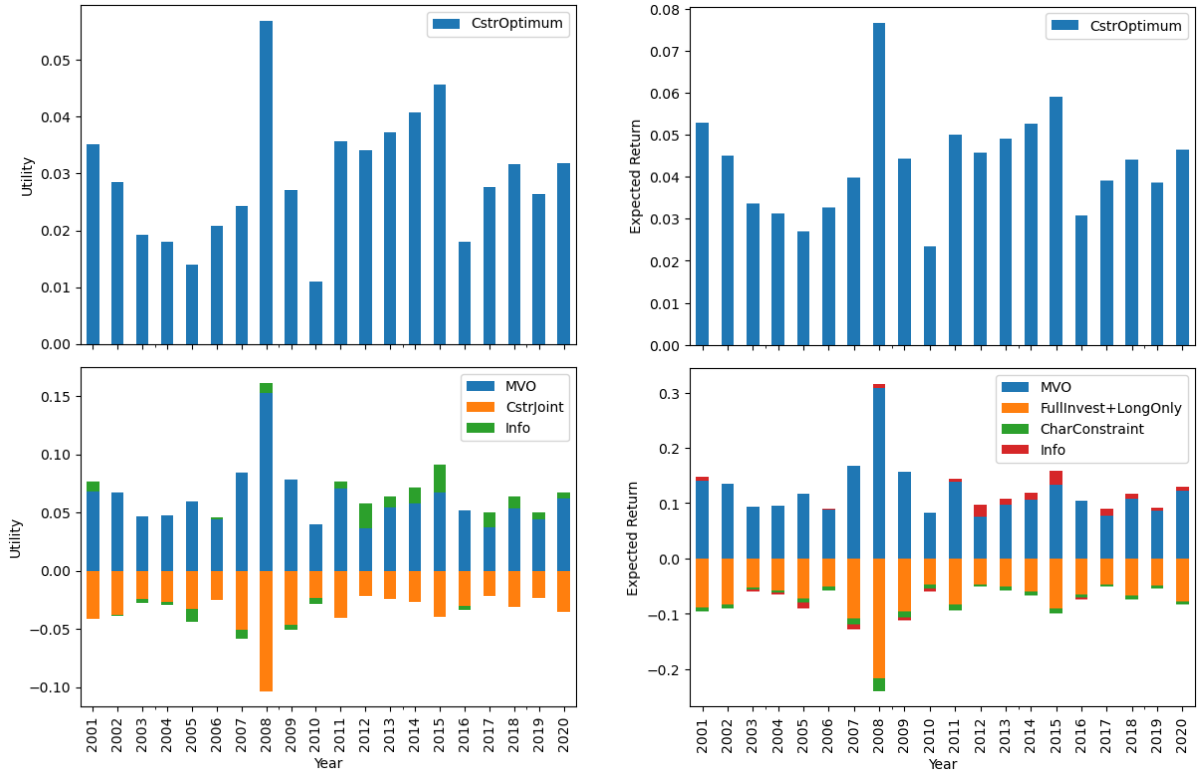 CstrOptimum
Utility
0.05
0.04
0.03
0.02
0.01
0.00
CstrOptimum
Expected Return
0.08
0.07
0.06
0.05
0.04
0.03
0.02
0.01
0.00
MVO
CstrJoint
Info
Utility
0.15
0.10
0.05
0.00
−0.05
−0.10
2001 2002 2003 2004 2005 2006 2007 2008 2009 2010 2011 2012 2013 2014 2015 2016 2017 2018 2019 2020
Year
MVO
FullInvest+LongOnly
CharConstraint
Info
Expected Return
0.3
0.2
0.1
0.0
−0.1
−0.2
2001 2002 2003 2004 2005 2006 2007 2008 2009 2010 2011 2012 2013 2014 2015 2016 2017 2018 2019 2020
Year